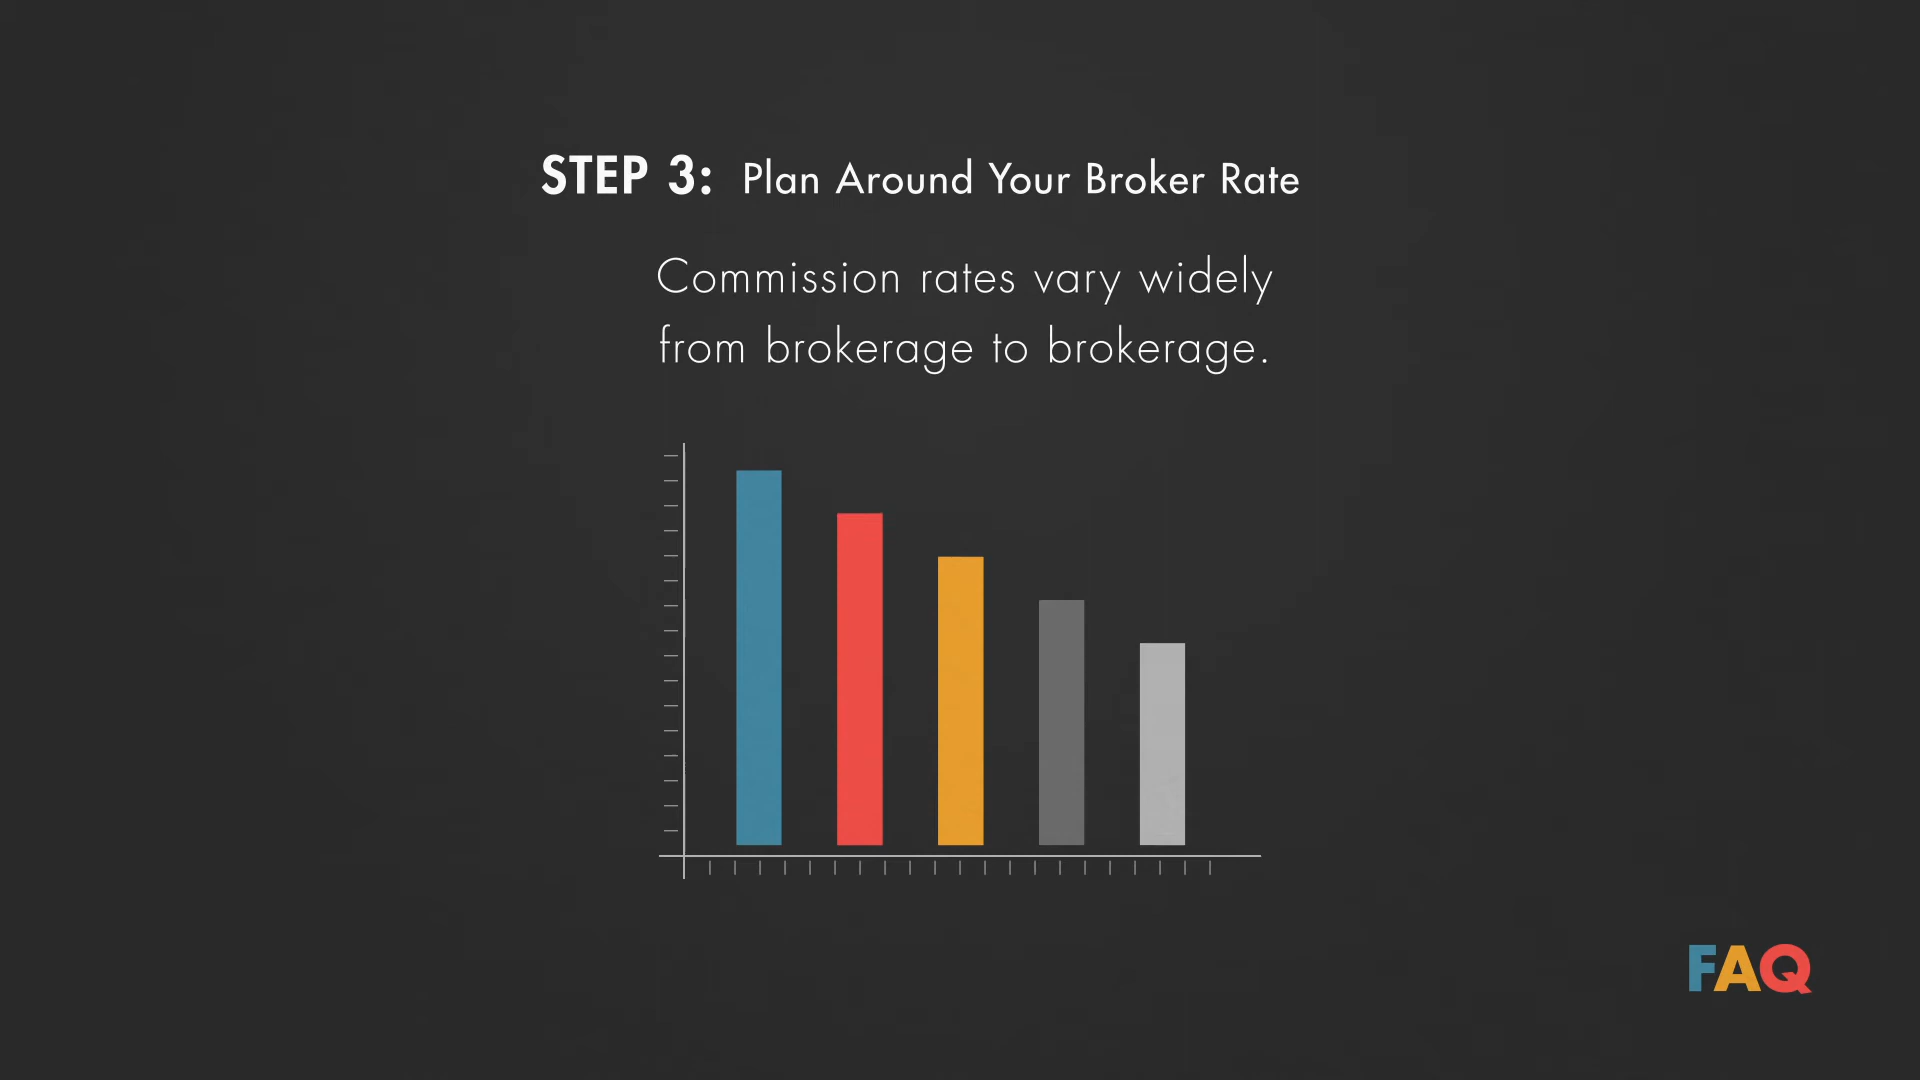 STEP 3: Plan Around Your Broker Rate
Commission rates vary widely
from brokerage to brokerage.
FAQ